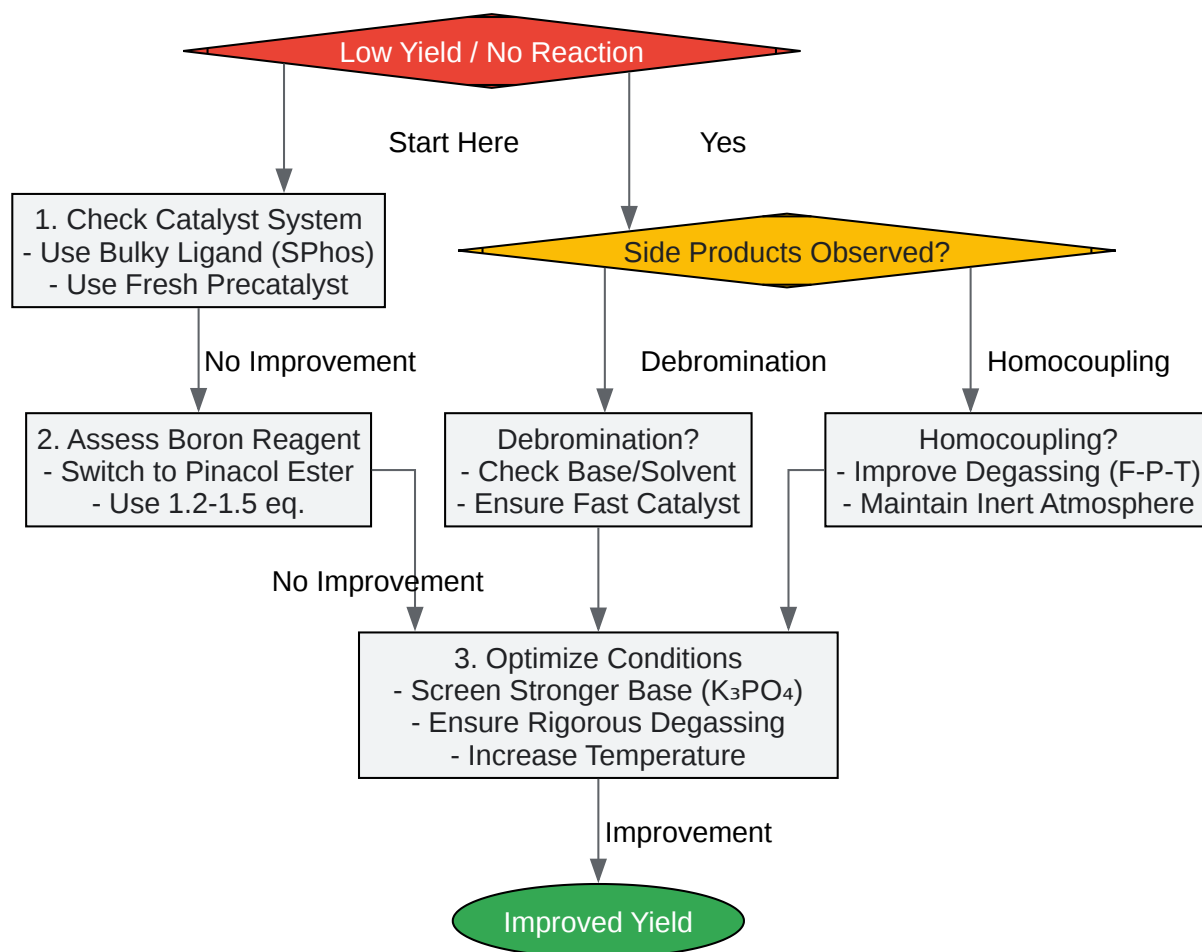 Low Yield / No Reaction
Start Here
Yes
1. Check Catalyst System
- Use Bulky Ligand (SPhos)
- Use Fresh Precatalyst
Side Products Observed?
No Improvement
Debromination
Homocoupling
2. Assess Boron Reagent
- Switch to Pinacol Ester
- Use 1.2-1.5 eq.
Debromination?
- Check Base/Solvent
- Ensure Fast Catalyst
Homocoupling?
- Improve Degassing (F-P-T)
- Maintain Inert Atmosphere
No Improvement
3. Optimize Conditions
- Screen Stronger Base (K₃PO₄)
- Ensure Rigorous Degassing
- Increase Temperature
Improvement
Improved Yield